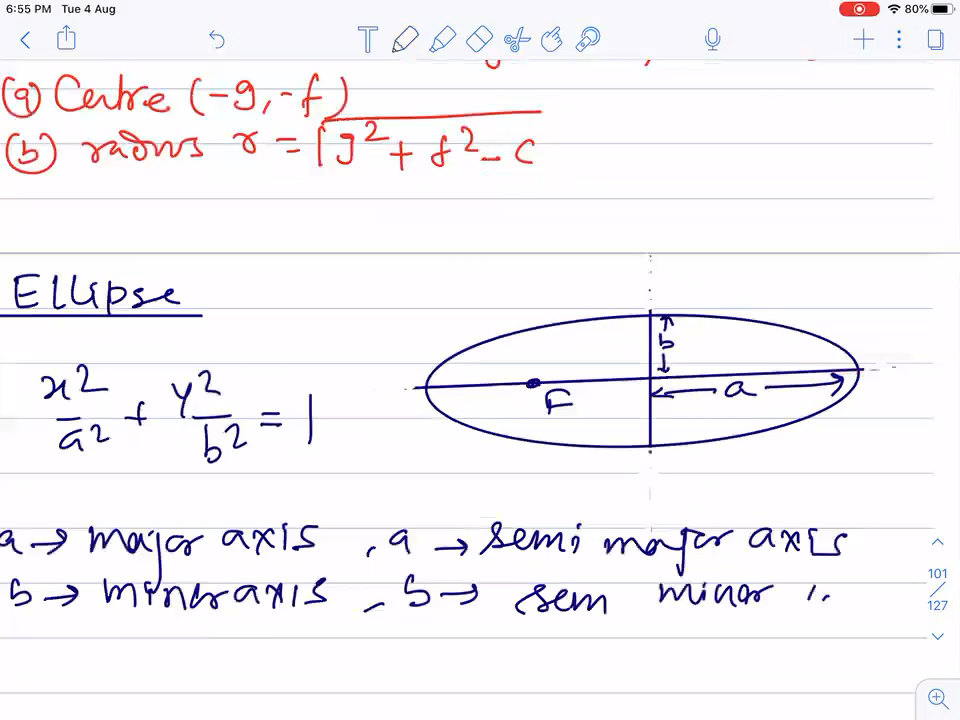 6:55 PM Tue 4 Aug
80%
(a) Centre (-g, -f)
(b) radius r = √g² + f² - c
Ellipse
x²/a² + y²/b² = 1
b
a
F
a → major axis , a → semi major axis
b → minor axis , b → sem minor ,,
101
/
127